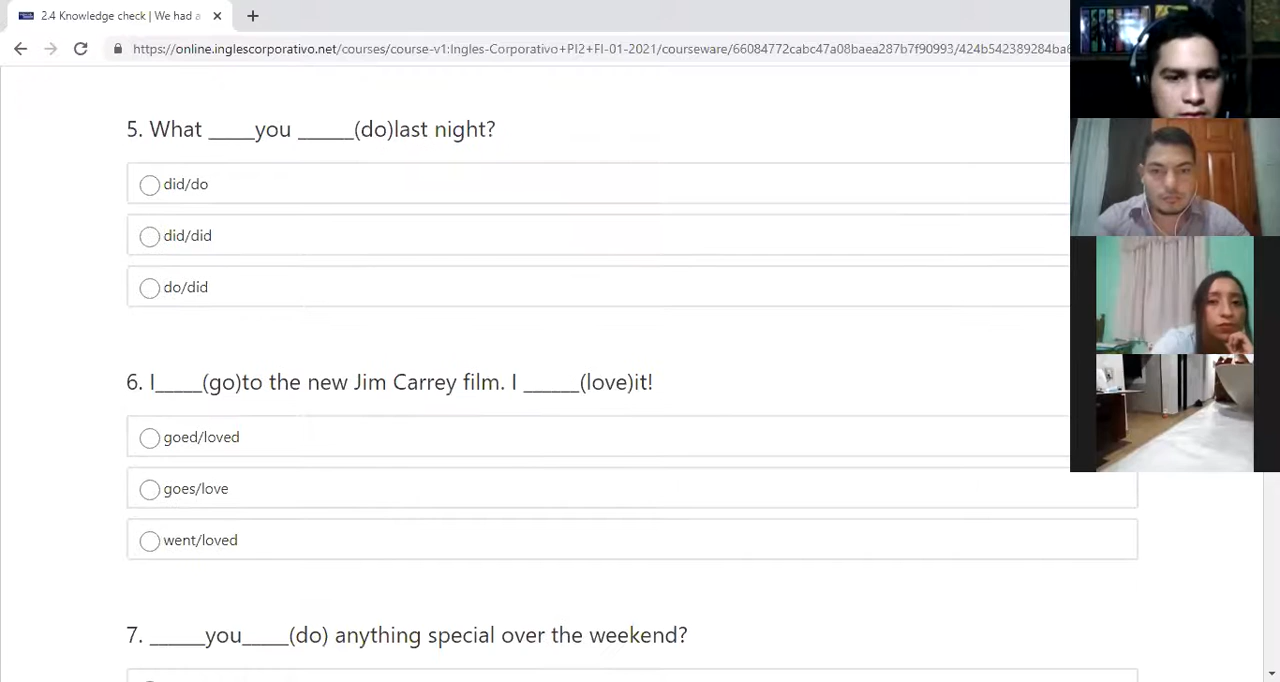 2.4 Knowledge check | We had a
https://online.inglescorporativo.net/courses/course-v1:Ingles-Corporativo+PI2+FI-01-2021/courseware/66084772cabc47a08baea287b7f90993/424b542389284ba6
5. What _____you ______(do)last night?
did/do
did/did
do/did
6. I_____(go)to the new Jim Carrey film. I ______(love)it!
goed/loved
goes/love
went/loved
7. ______you_____(do) anything special over the weekend?